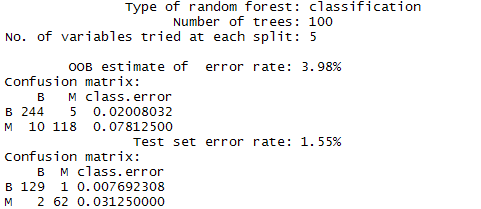 Type of random forest: classification
Number of trees: 100
No. of variables tried at each split: 5
OOB estimate of  error rate: 3.98%
Confusion matrix:
    B   M class.error
B 244   5  0.02008032
M  10 118  0.07812500
Test set error rate: 1.55%
Confusion matrix:
    B  M class.error
B 129  1 0.007692308
M   2 62 0.031250000